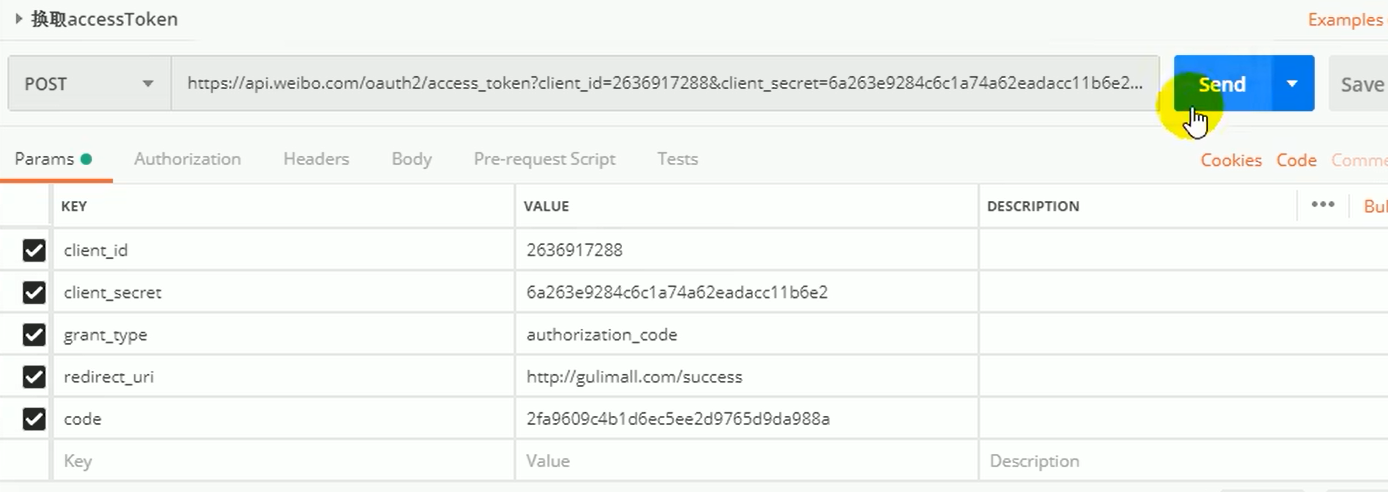 换取accessToken
Examples
POST https://api.weibo.com/oauth2/access_token?client_id=2636917288&client_secret=6a263e9284c6c1a74a62eadacc11b6e2... Send Save
Params Authorization Headers Body Pre-request Script Tests Cookies Code Comme
KEY VALUE DESCRIPTION ••• Bul
client_id 2636917288
client_secret 6a263e9284c6c1a74a62eadacc11b6e2
grant_type authorization_code
redirect_uri http://gulimall.com/success
code 2fa9609c4b1d6ec5ee2d9765d9da988a
Key Value Description